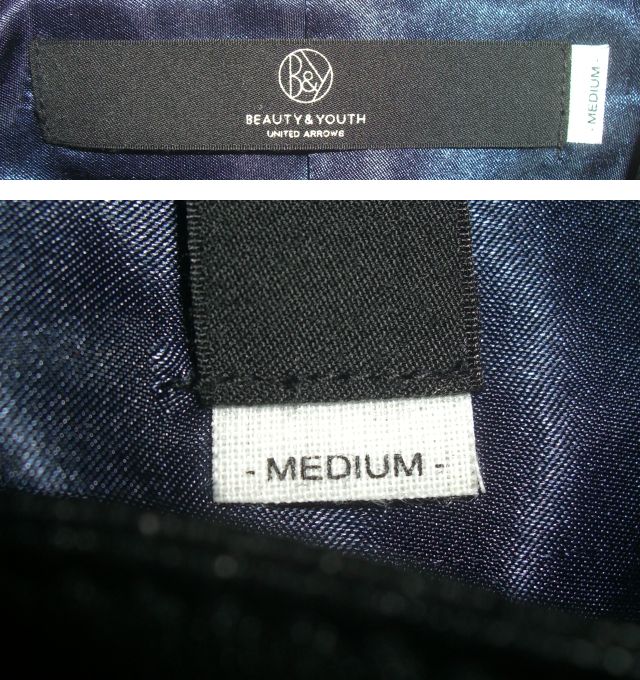 B&Y
BEAUTY & YOUTH
UNITED ARROWS
- MEDIUM -
- MEDIUM -